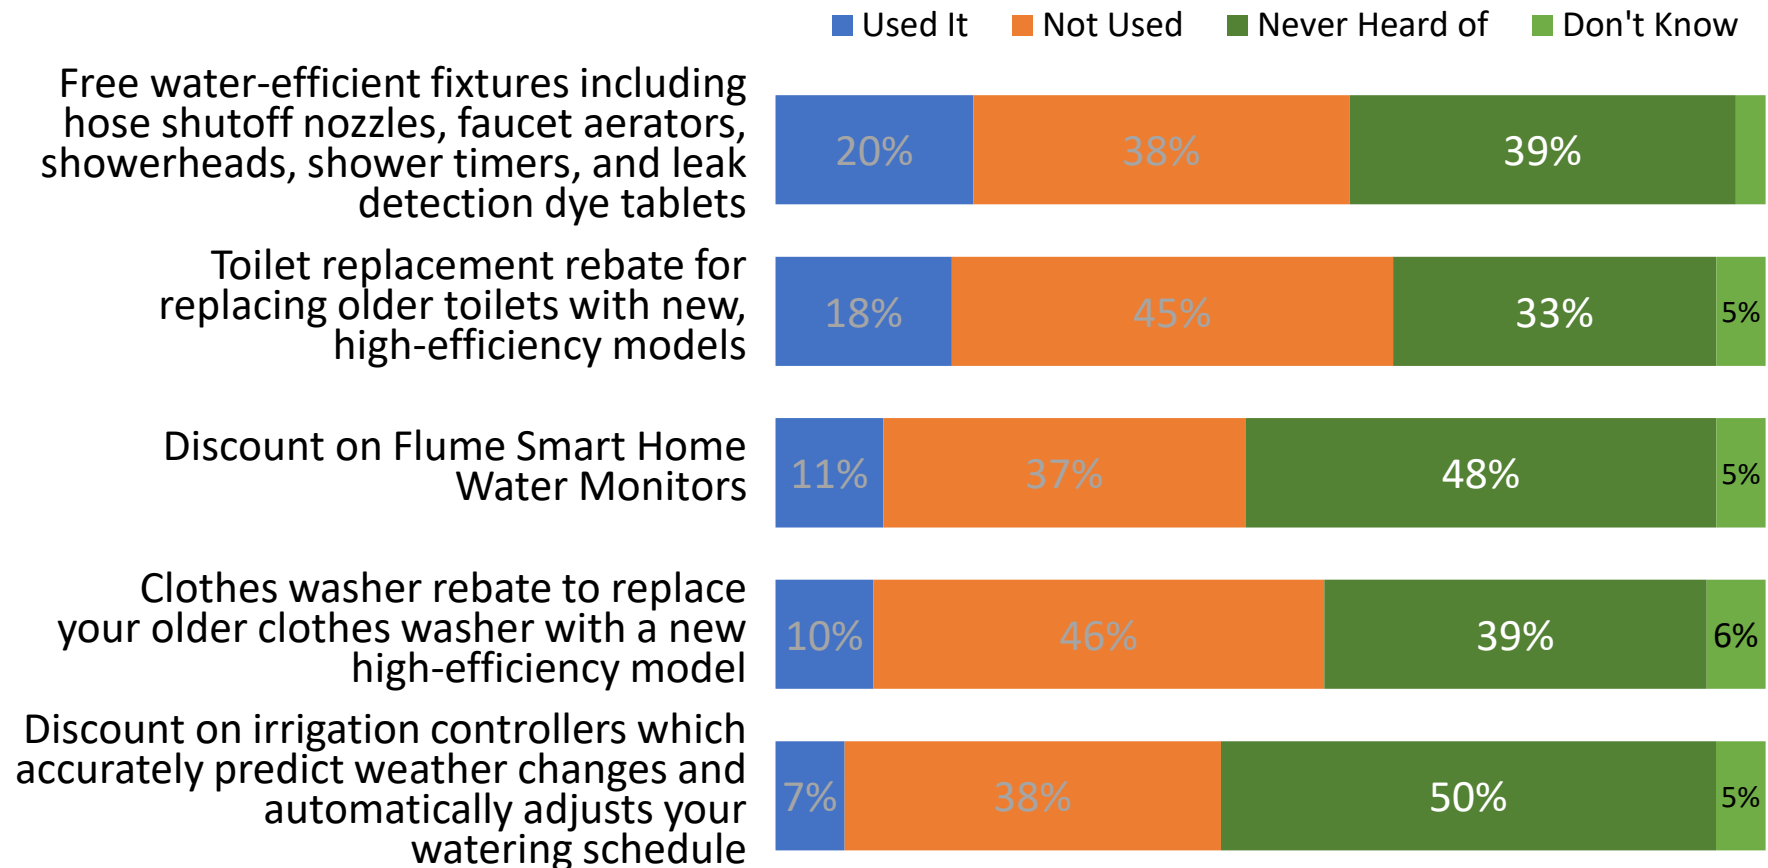 Used It Not Used Never Heard of Don't Know
Free water-efficient fixtures including
hose shutoff nozzles, faucet aerators,
showerheads, shower timers, and leak
detection dye tablets
20% 38% 39%
Toilet replacement rebate for
replacing older toilets with new,
high-efficiency models
18% 45% 33% 5%
Discount on Flume Smart Home
Water Monitors
11% 37% 48% 5%
Clothes washer rebate to replace
your older clothes washer with a new
high-efficiency model
10% 46% 39% 6%
Discount on irrigation controllers which
accurately predict weather changes and
automatically adjusts your
watering schedule
7% 38% 50% 5%